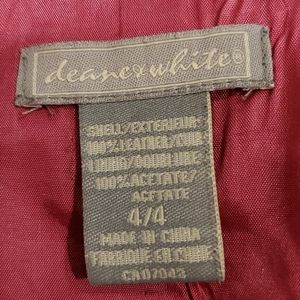 deane&white®
SHELL/EXTERIEUR
100% LEATHER/CUIR
LINING/DOUBLURE
100% ACETATE/
ACETATE
4/4
MADE IN CHINA
FABRIQUE EN CHINE
CA07043